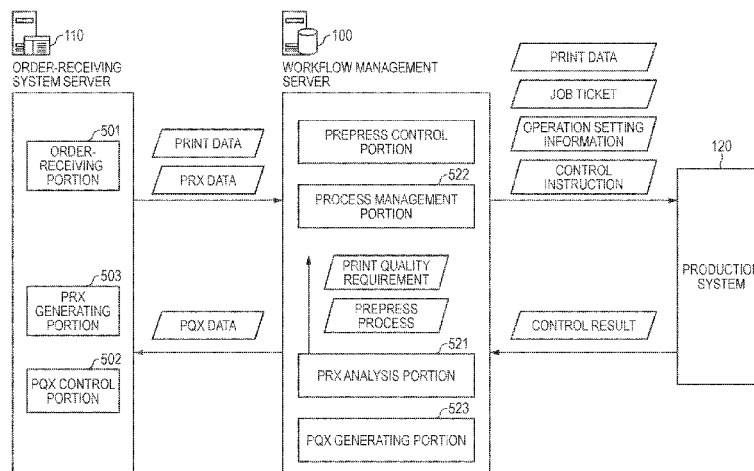 110
ORDER-RECEIVING
SYSTEM SERVER
501
ORDER-
RECEIVING
PORTION
503
PRX
GENERATING
PORTION
502
PQX CONTROL
PORTION
PRINT DATA
PRX DATA
PQX DATA
100
WORKFLOW MANAGEMENT
SERVER
PREPRESS CONTROL
PORTION
522
PROCESS MANAGEMENT
PORTION
PRINT QUALITY
REQUIREMENT
PREPRESS
PROCESS
521
PRX ANALYSIS PORTION
523
PQX GENERATING PORTION
PRINT DATA
JOB TICKET
OPERATION SETTING
INFORMATION
CONTROL
INSTRUCTION
CONTROL RESULT
120
PRODUCTION
SYSTEM